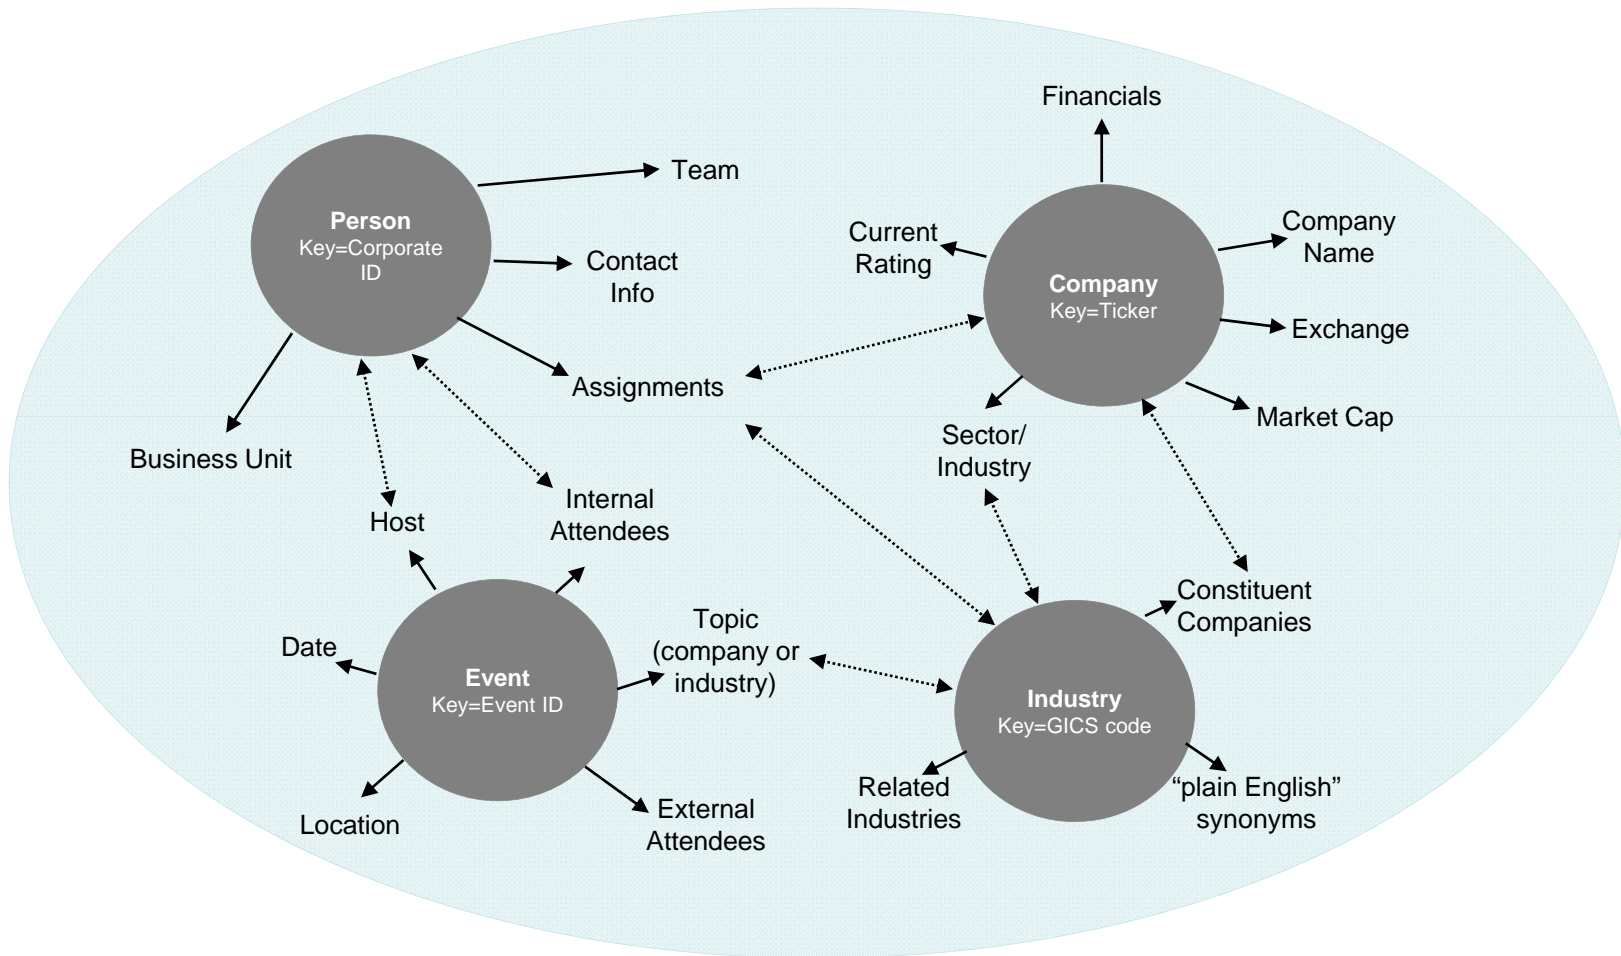 Financials
Team
Person
Key=Corporate
ID
Contact
Info
Current
Rating
Company
Name
Company
Key=Ticker
Exchange
Assignments
Market Cap
Business Unit
Sector/
Industry
Host
Internal
Attendees
Constituent
Companies
Date
Topic
(company or
industry)
Event
Key=Event ID
Industry
Key=GICS code
Location
External
Attendees
Related
Industries
“plain English”
synonyms